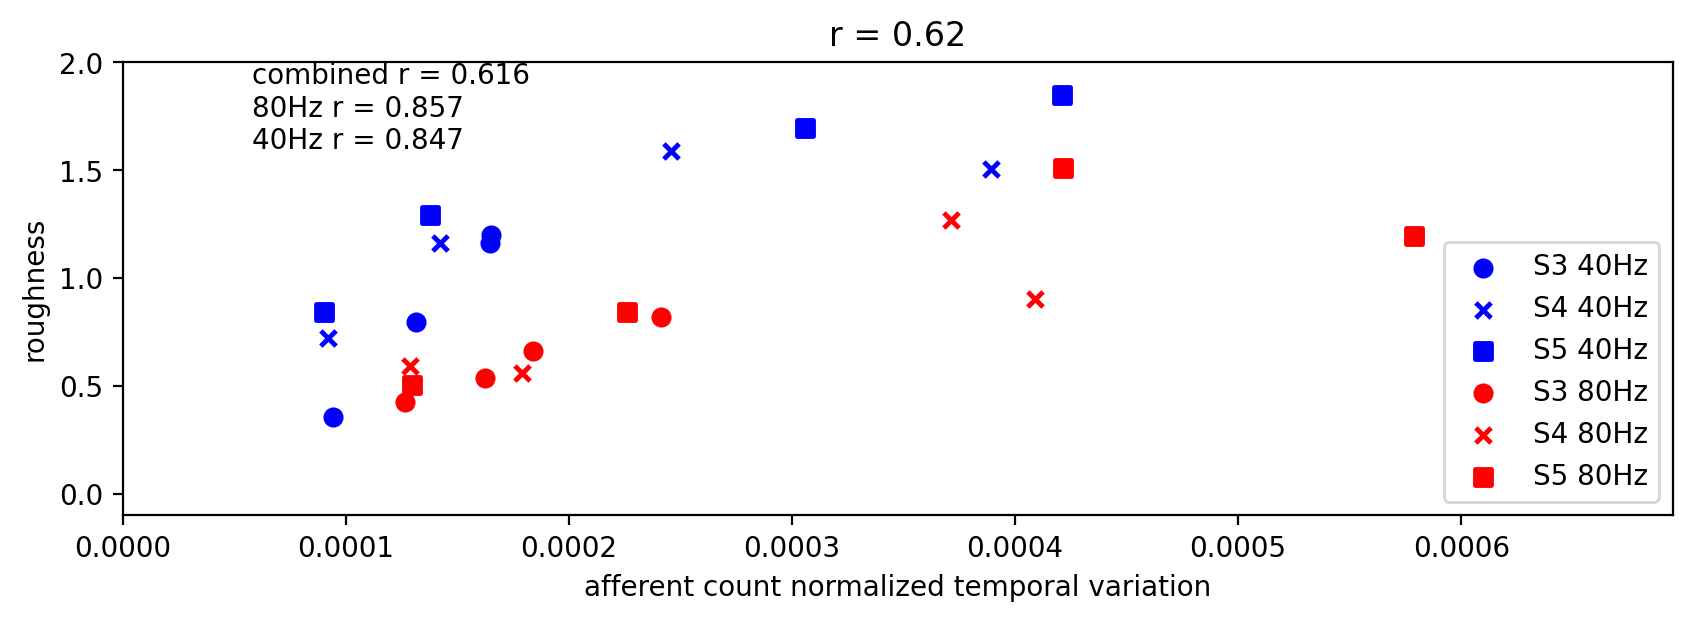 r = 0.62
combined r = 0.616
80Hz r = 0.857
40Hz r = 0.847
roughness
2.0
1.5
1.0
0.5
0.0
S3 40Hz
S4 40Hz
S5 40Hz
S3 80Hz
S4 80Hz
S5 80Hz
0.0000 0.0001 0.0002 0.0003 0.0004 0.0005 0.0006
afferent count normalized temporal variation